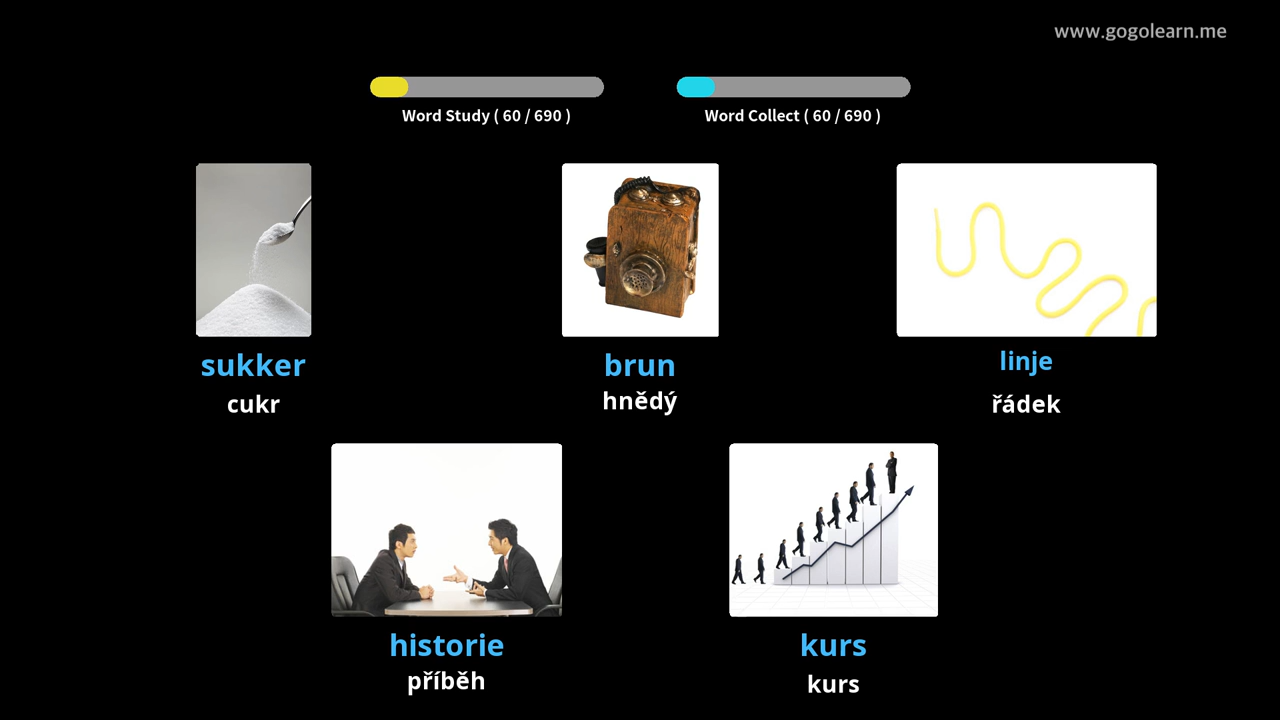 www.gogolearn.me
Word Study ( 60 / 690 )
Word Collect ( 60 / 690 )
sukker
cukr
brun
hnědý
linje
řádek
historie
příběh
kurs
kurs